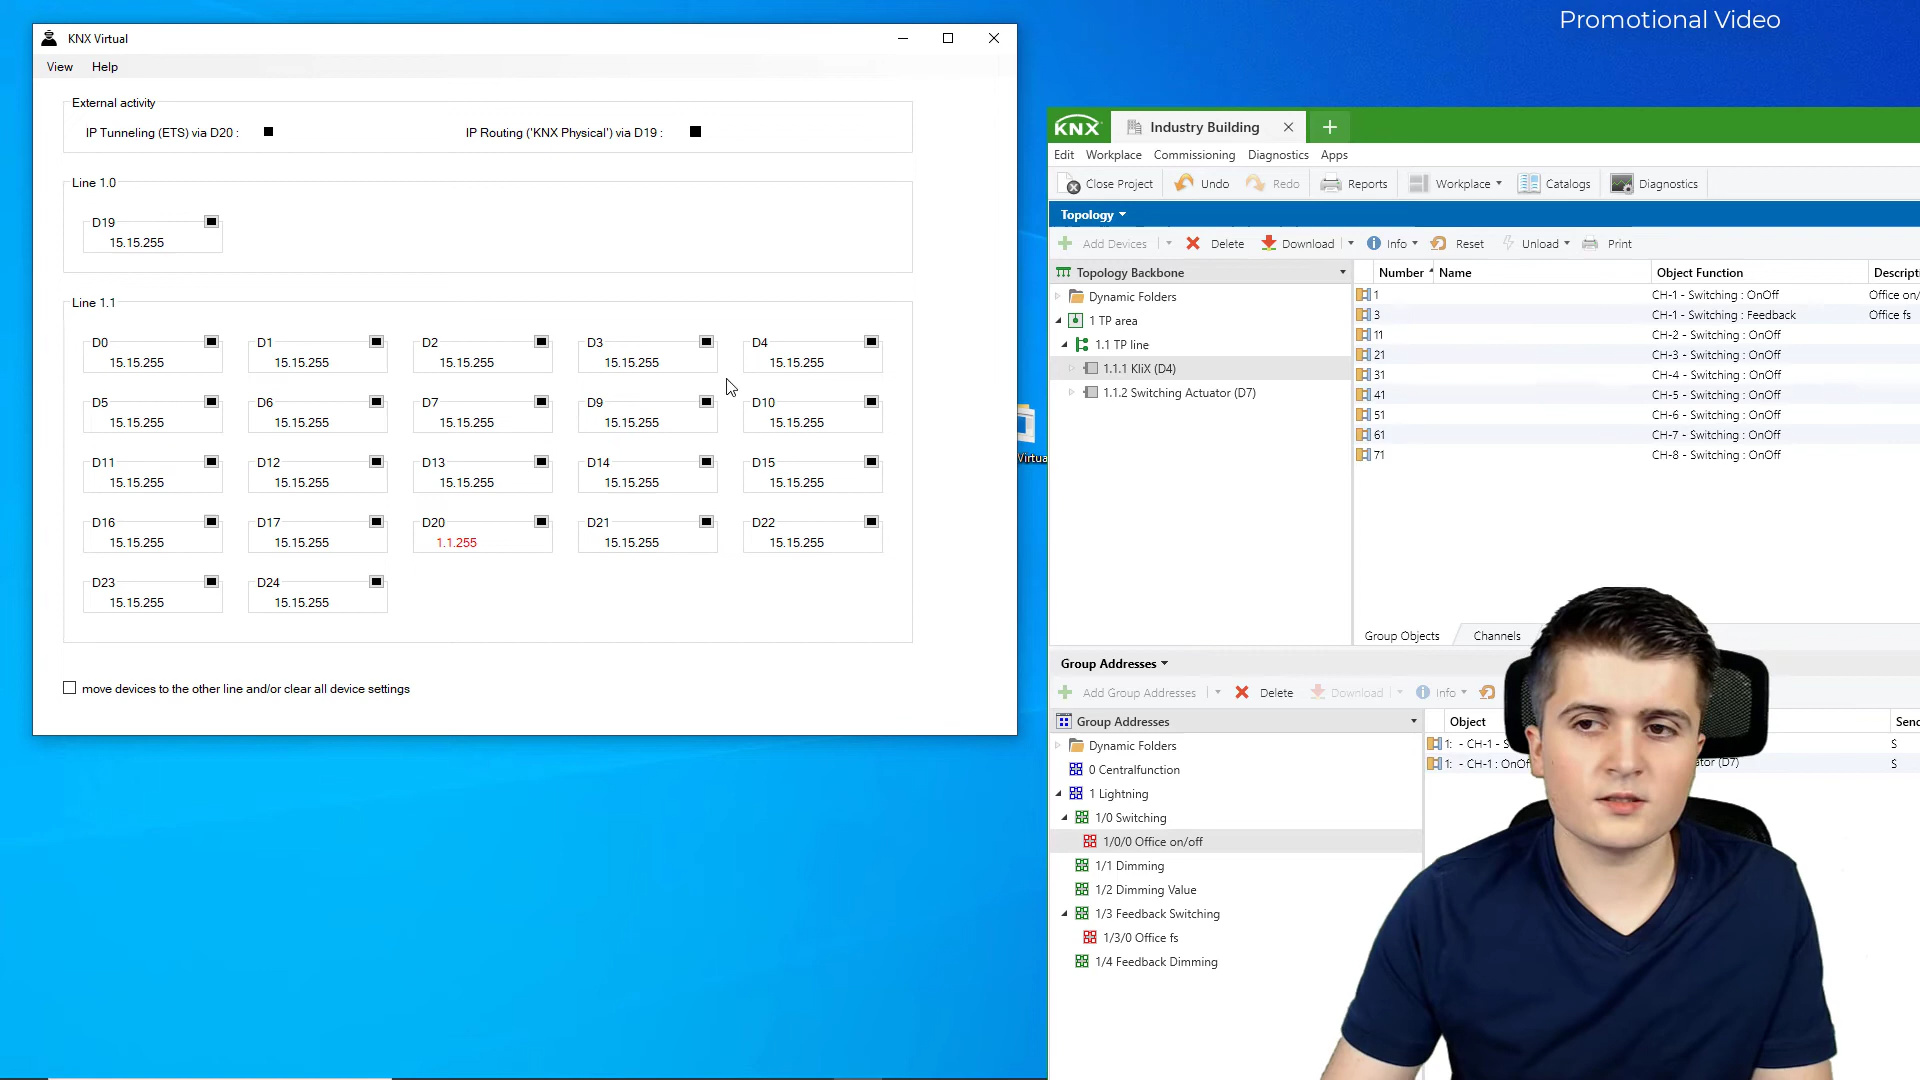 Promotional Video
KNX Virtual
View Help
External activity
IP Tunneling (ETS) via D20 :
IP Routing ('KNX Physical') via D19 :
Line 1.0
D19
15.15.255
Line 1.1
D0 D1 D2 D3 D4
15.15.255 15.15.255 15.15.255 15.15.255 15.15.255
D5 D6 D7 D9 D10
15.15.255 15.15.255 15.15.255 15.15.255 15.15.255
D11 D12 D13 D14 D15
15.15.255 15.15.255 15.15.255 15.15.255 15.15.255
D16 D17 D20 D21 D22
15.15.255 15.15.255 1.1.255 15.15.255 15.15.255
D23 D24
15.15.255 15.15.255
move devices to the other line and/or clear all device settings
Virtua
KNX Industry Building
Edit Workplace Commissioning Diagnostics Apps
Close Project Undo Redo Reports Workplace Catalogs Diagnostics
Topology
Add Devices Delete Download Info Reset Unload Print
Topology Backbone
Dynamic Folders
1 TP area
1.1 TP line
1.1.1 KliX (D4)
1.1.2 Switching Actuator (D7)
Number Name Object Function Descripti
1 CH-1 - Switching : OnOff Office on/
3 CH-1 - Switching : Feedback Office fs
11 CH-2 - Switching : OnOff
21 CH-3 - Switching : OnOff
31 CH-4 - Switching : OnOff
41 CH-5 - Switching : OnOff
51 CH-6 - Switching : OnOff
61 CH-7 - Switching : OnOff
71 CH-8 - Switching : OnOff
Group Objects Channels
Group Addresses
Add Group Addresses Delete Download Info
Group Addresses
Dynamic Folders
0 Centralfunction
1 Lightning
1/0 Switching
1/0/0 Office on/off
1/1 Dimming
1/2 Dimming Value
1/3 Feedback Switching
1/3/0 Office fs
1/4 Feedback Dimming
Object Senc
1: - CH-1 - S S
1: - CH-1 : OnOf ator (D7) S